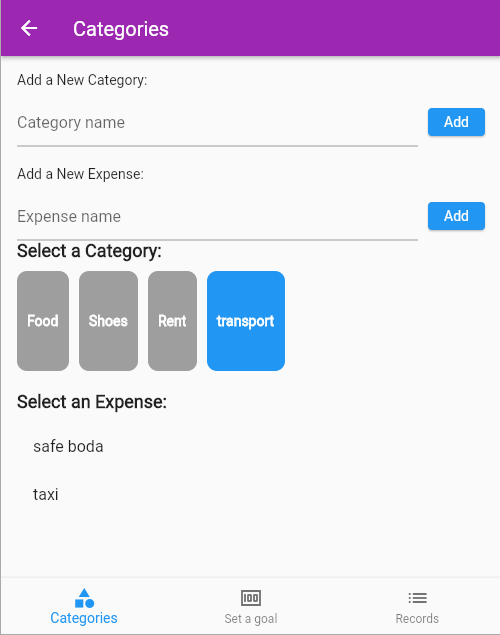 Categories
Add a New Category:
Category name
Add
Add a New Expense:
Expense name
Add
Select a Category:
Food Shoes Rent transport
Select an Expense:
safe boda
taxi
100
Categories Set a goal Records